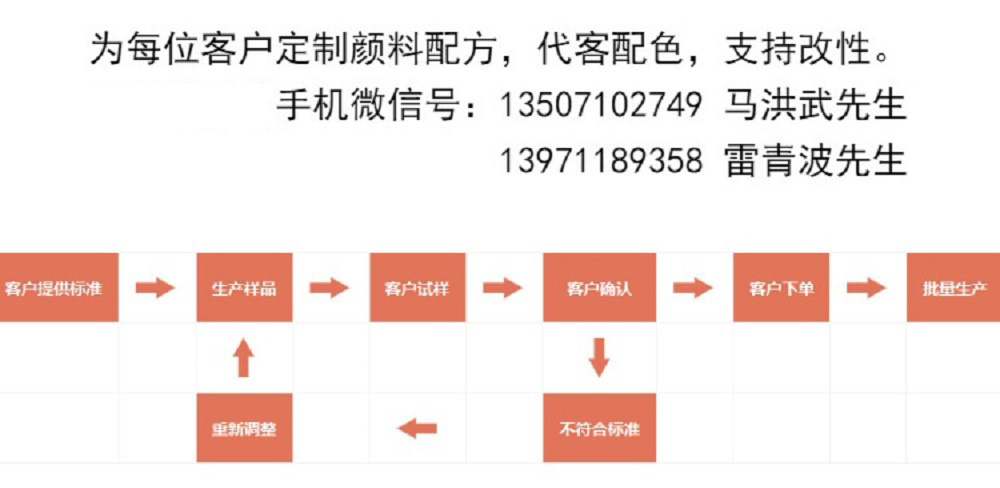 为每位客户定制颜料配方，代客配色，支持改性。
手机微信号：13507102749 马洪武先生
13971189358 雷青波先生
客户提供标准 生产样品 客户试样 客户确认 客户下单 批量生产
重新调整 不符合标准